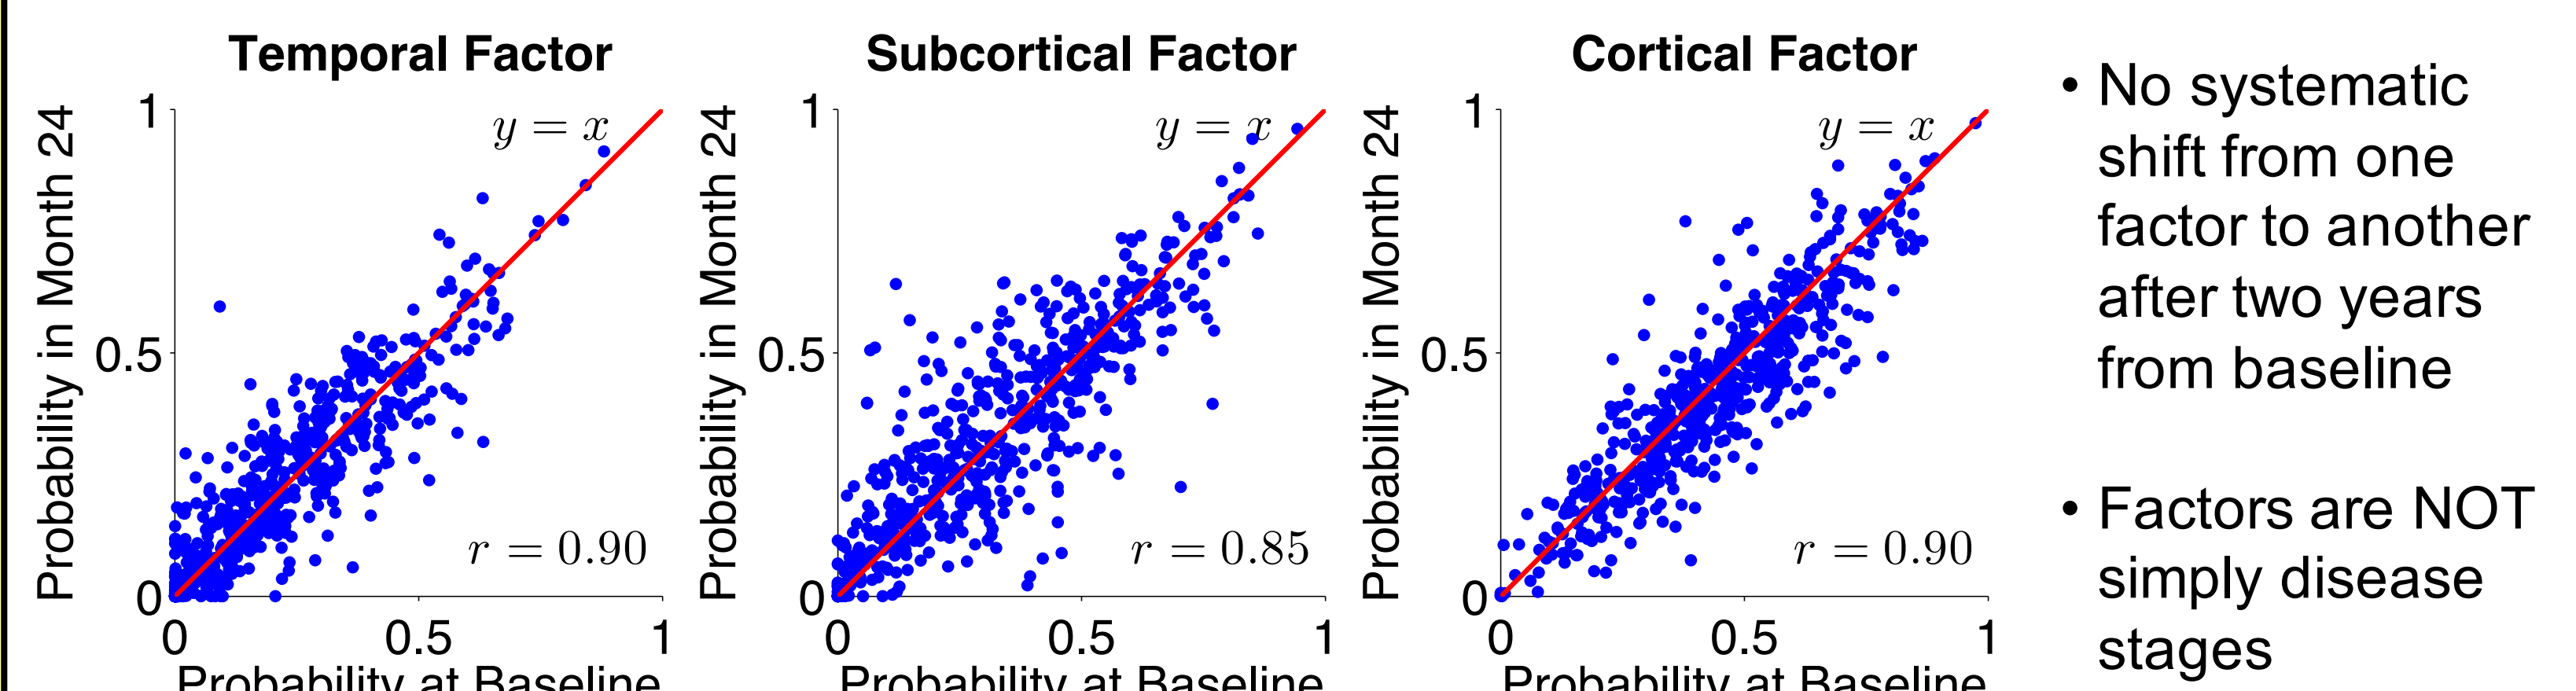 Temporal Factor
Probability in Month 24
1
0.5
0
y = x
r = 0.90
0 0.5 1
Probability at Baseline
Subcortical Factor
Probability in Month 24
1
0.5
0
y = x
r = 0.85
0 0.5 1
Probability at Baseline
Cortical Factor
Probability in Month 24
1
0.5
0
y = x
r = 0.90
0 0.5 1
Probability at Baseline
• No systematic
shift from one
factor to another
after two years
from baseline
• Factors are NOT
simply disease
stages